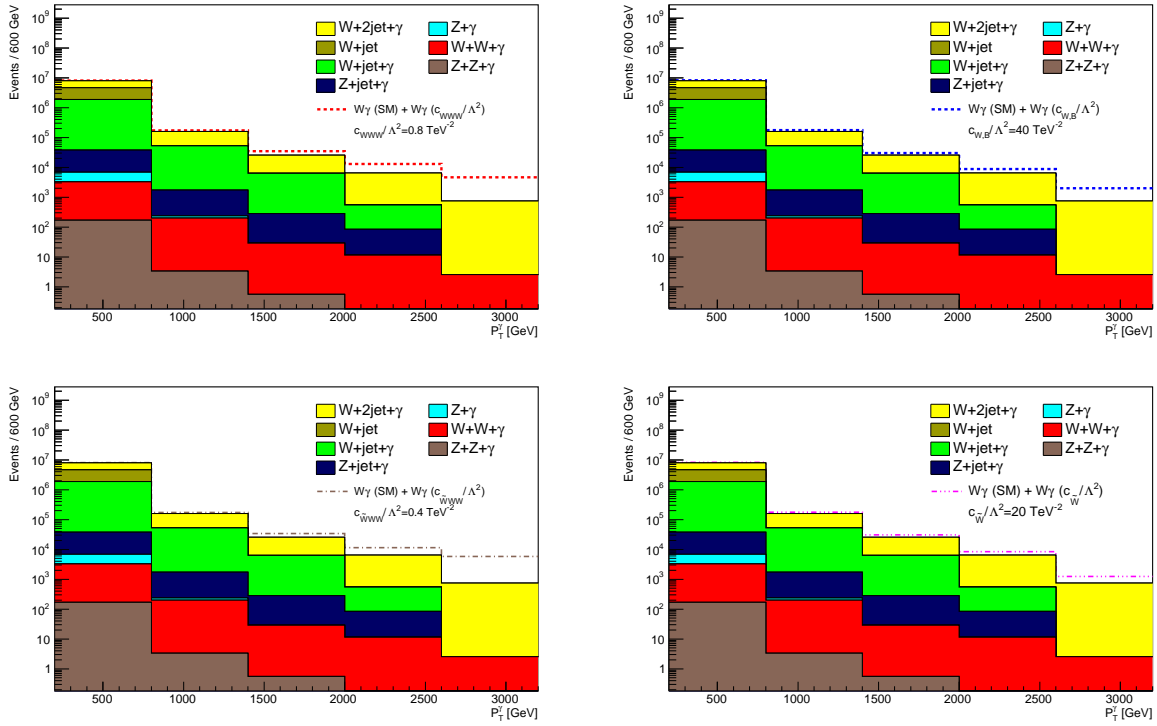 Events / 600 GeV
10⁹
10⁸
10⁷
10⁶
10⁵
10⁴
10³
10²
10
1
W+2jet+γ
Z+γ
W+jet
W+W+γ
W+jet+γ
Z+Z+γ
Z+jet+γ
Wγ (SM) + Wγ (c_WWW/Λ²)
c_WWW/Λ²=0.8 TeV⁻²
500 1000 1500 2000 2500 3000
P_T^γ [GeV]
Events / 600 GeV
10⁹
10⁸
10⁷
10⁶
10⁵
10⁴
10³
10²
10
1
W+2jet+γ
Z+γ
W+jet
W+W+γ
W+jet+γ
Z+Z+γ
Z+jet+γ
Wγ (SM) + Wγ (c_W,B/Λ²)
c_W,B/Λ²=40 TeV⁻²
500 1000 1500 2000 2500 3000
P_T^γ [GeV]
Events / 600 GeV
10⁹
10⁸
10⁷
10⁶
10⁵
10⁴
10³
10²
10
1
W+2jet+γ
Z+γ
W+jet
W+W+γ
W+jet+γ
Z+Z+γ
Z+jet+γ
Wγ (SM) + Wγ (c_W̃WW/Λ²)
c_W̃WW/Λ²=0.4 TeV⁻²
500 1000 1500 2000 2500 3000
P_T^γ [GeV]
Events / 600 GeV
10⁹
10⁸
10⁷
10⁶
10⁵
10⁴
10³
10²
10
1
W+2jet+γ
Z+γ
W+jet
W+W+γ
W+jet+γ
Z+Z+γ
Z+jet+γ
Wγ (SM) + Wγ (c_W̃/Λ²)
c_W̃/Λ²=20 TeV⁻²
500 1000 1500 2000 2500 3000
P_T^γ [GeV]